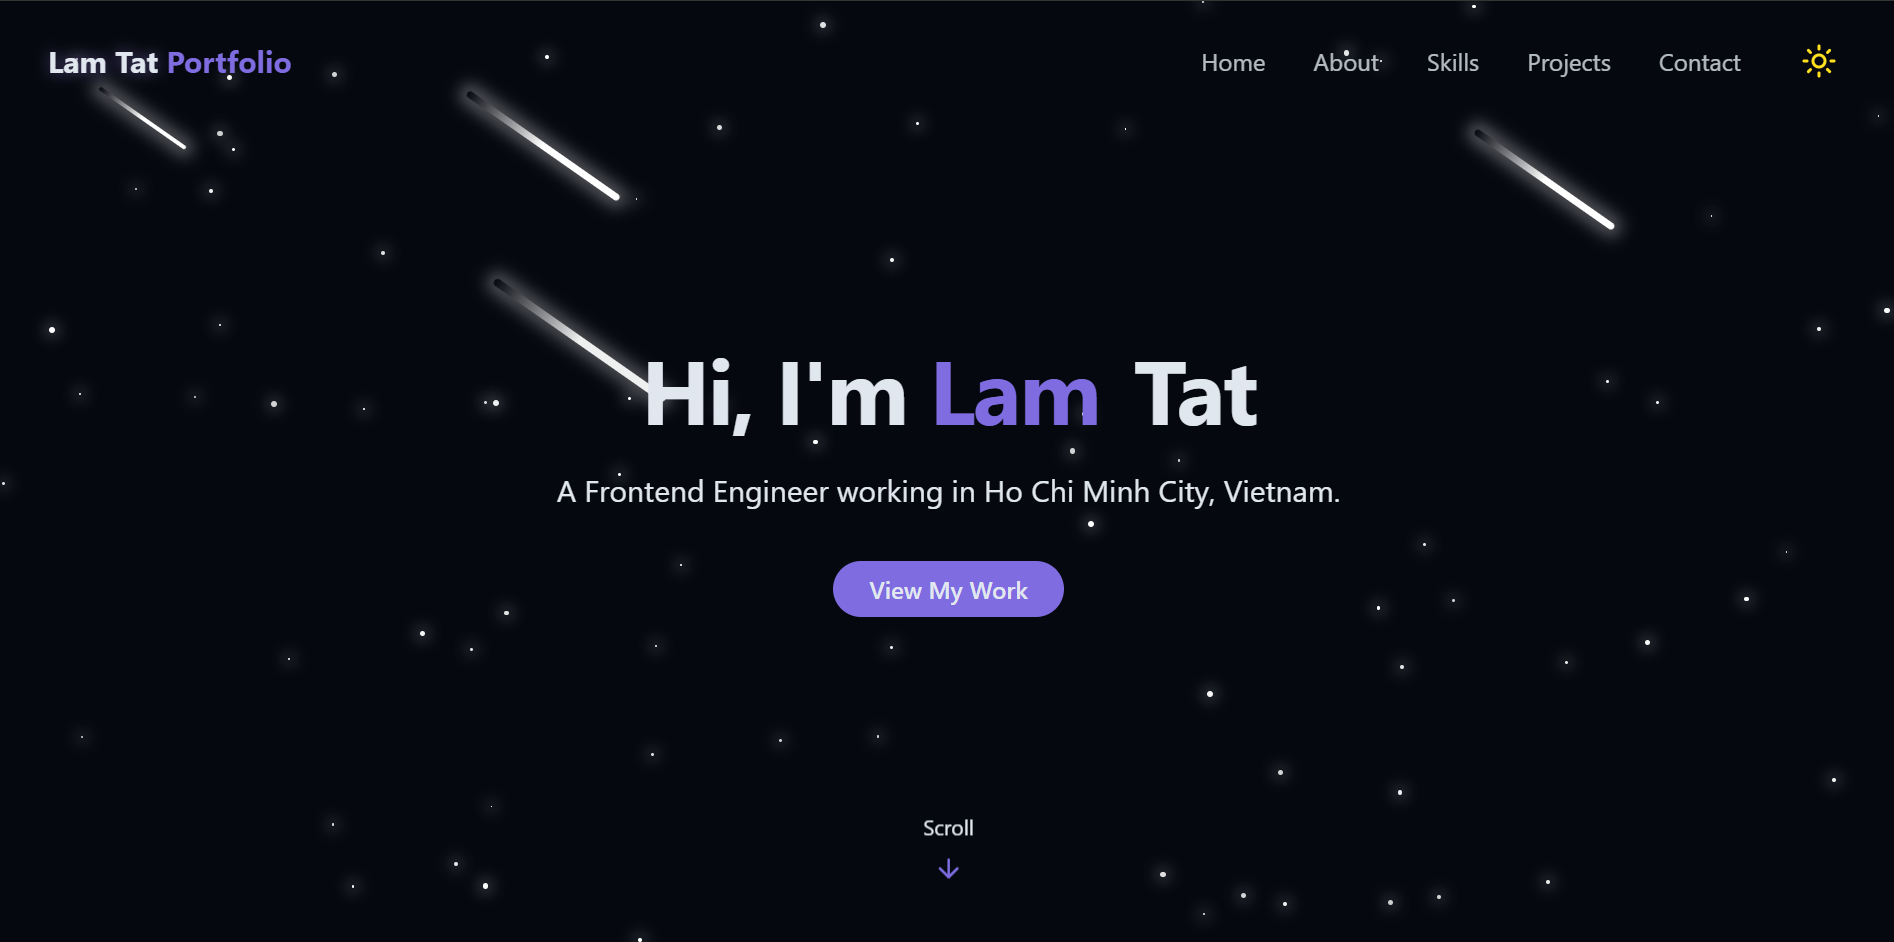 Lam Tat Portfolio
Home About Skills Projects Contact
Hi, I'm Lam Tat
A Frontend Engineer working in Ho Chi Minh City, Vietnam.
View My Work
Scroll